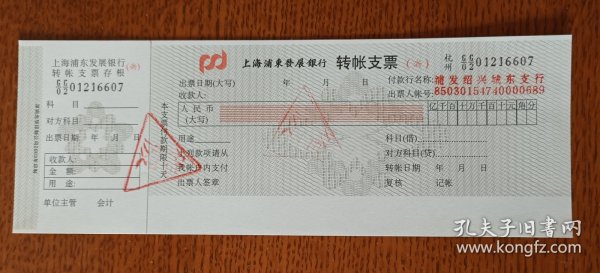 上海浦东发展银行
转帐支票存根 (浙)
GG
02 01216607
科 目
对方科目
出票日期 年 月 日
收款人:
金 额:
用 途:
单位主管 会计
本支票付款期限十天
上海浦東發展銀行 转帐支票 (浙) 杭州 GG
02 01216607
出票日期(大写) 年 月 日 付款行名称: 浦发绍兴城东支行
收款人: 出票人帐号: 85030154740000689
人民币
(大写)
亿千百十万千百十元角分
用途 科目(借)
上列款项请从 对方科目(贷)
我帐户内支付 转帐日期 年 月 日
出票人签章 复核 记帐
孔夫子旧书网
www.kongfz.com